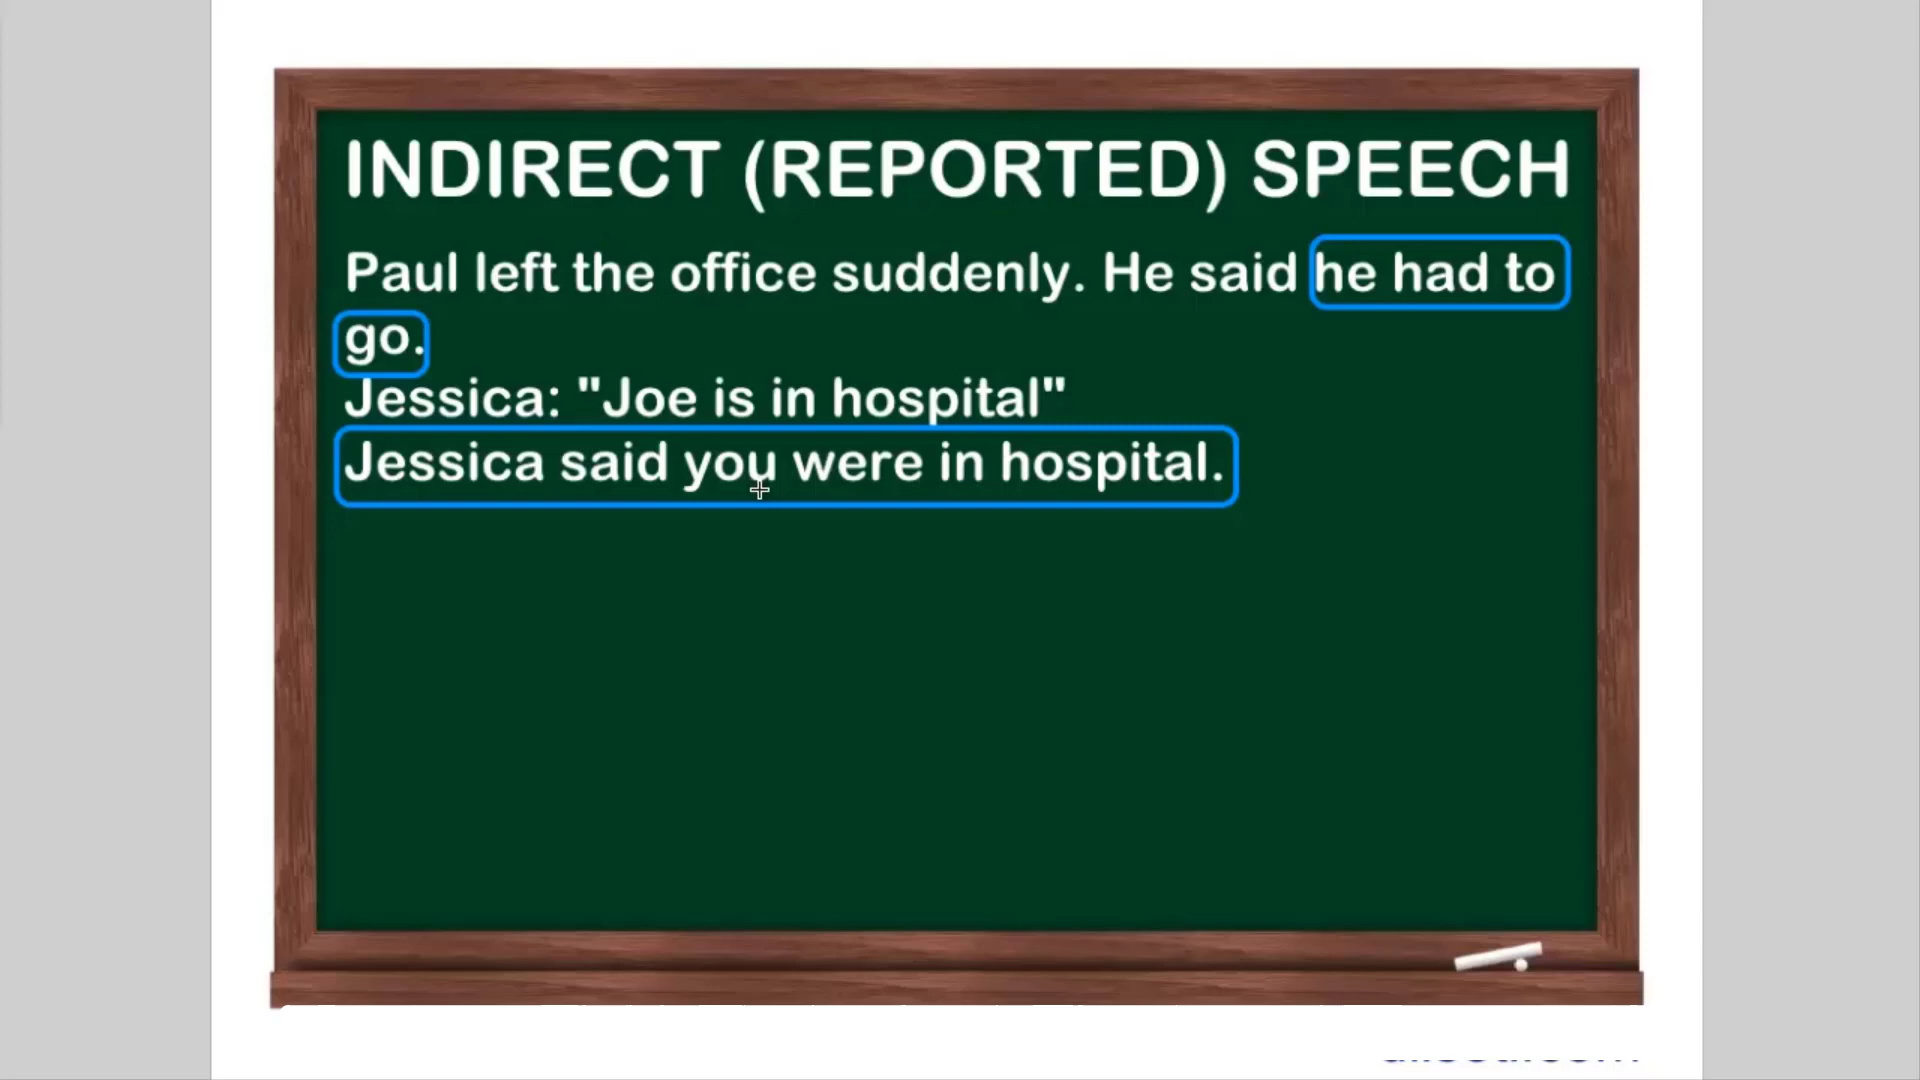 INDIRECT (REPORTED) SPEECH
Paul left the office suddenly. He said he had to
go.
Jessica: "Joe is in hospital"
Jessica said you were in hospital.